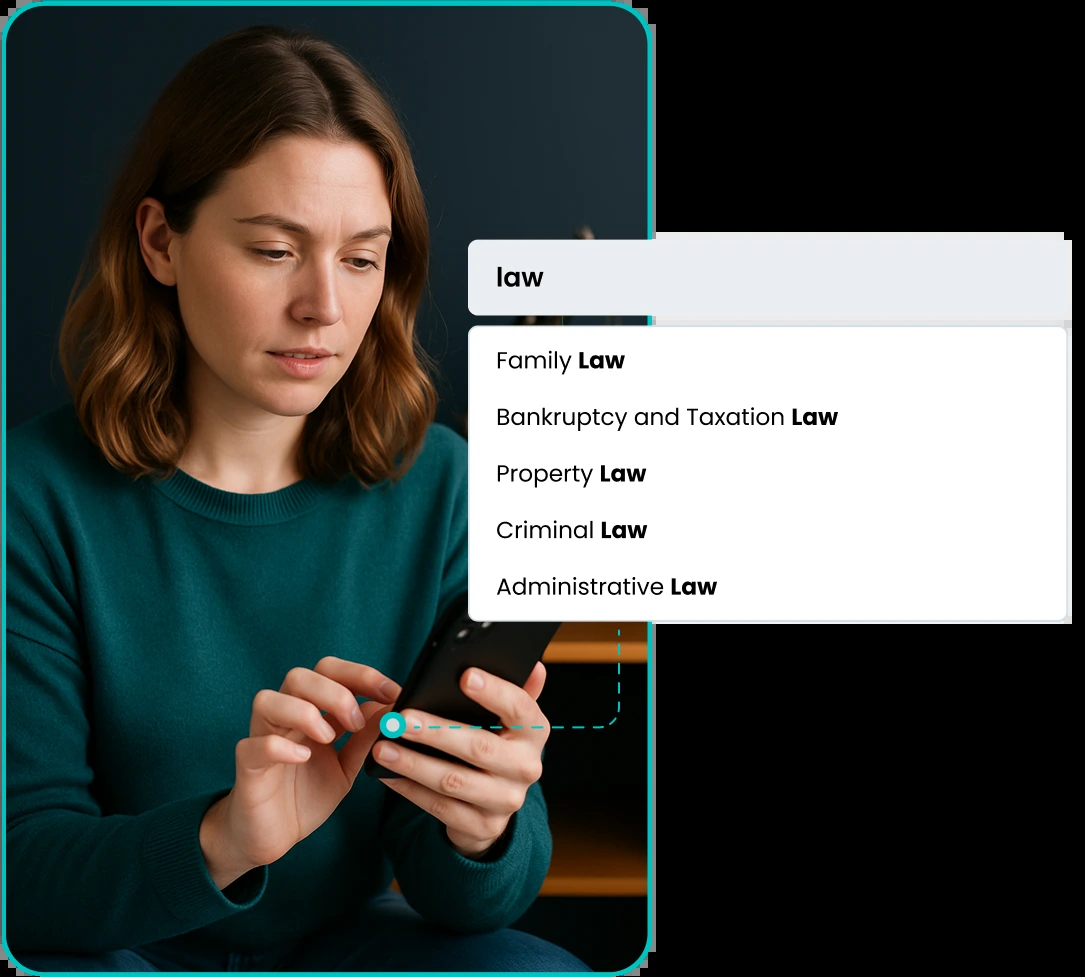 law
Family Law
Bankruptcy and Taxation Law
Property Law
Criminal Law
Administrative Law